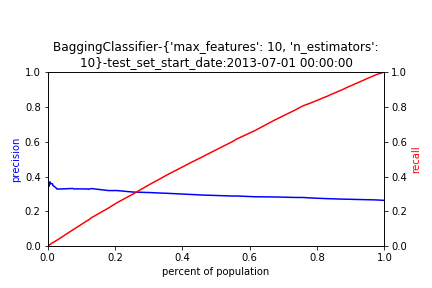 BaggingClassifier-{'max_features': 10, 'n_estimators':
10}-test_set_start_date:2013-07-01 00:00:00
1.0
0.8
0.6
0.4
0.2
0.0
precision
1.0
0.8
0.6
0.4
0.2
0.0
recall
0.0 0.2 0.4 0.6 0.8 1.0
percent of population